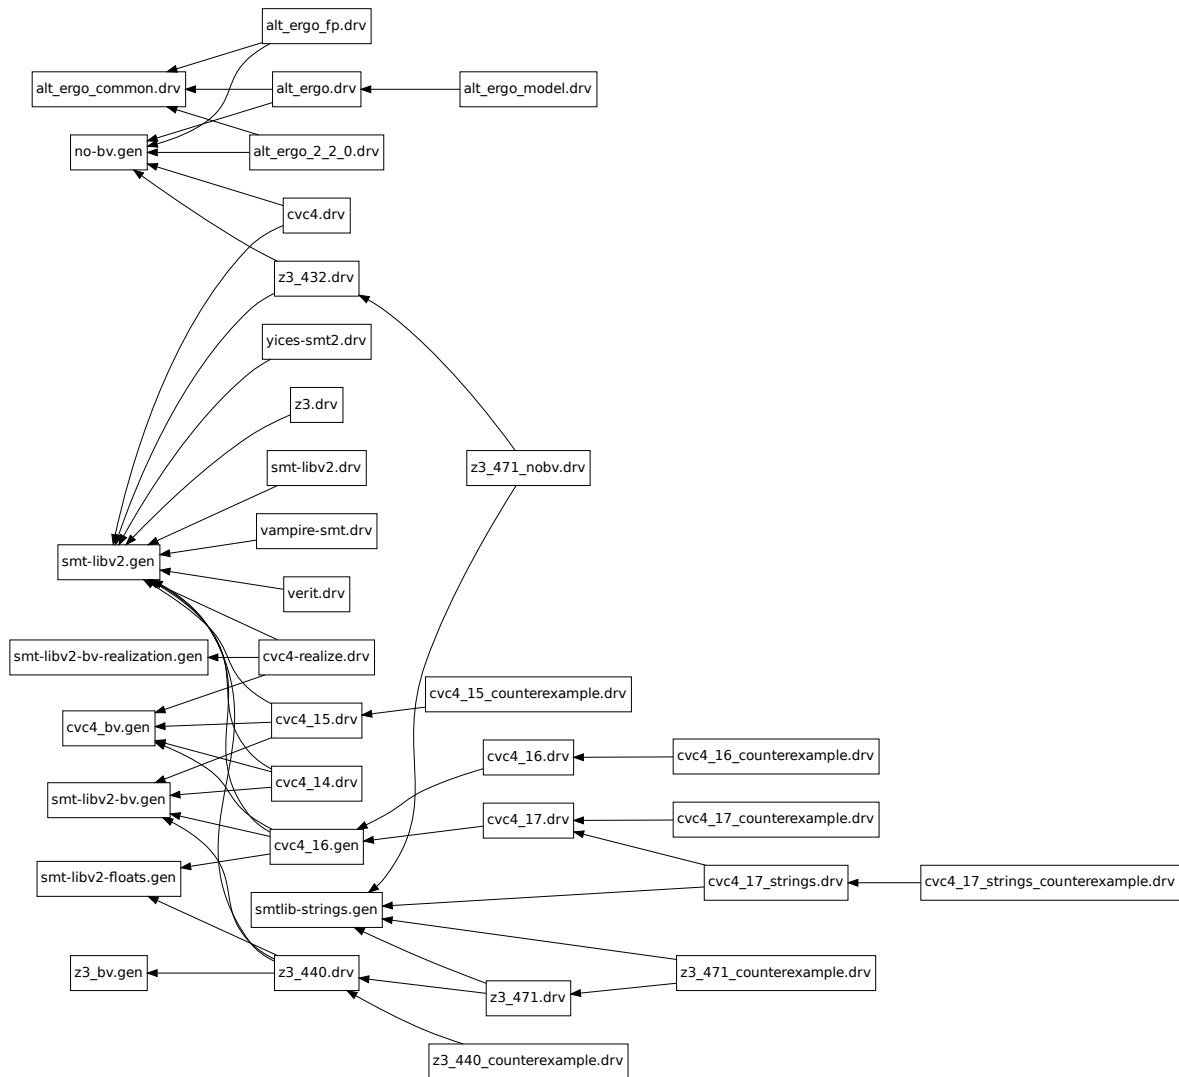 alt_ergo_fp.drv
alt_ergo_common.drv
alt_ergo.drv
alt_ergo_model.drv
no-bv.gen
alt_ergo_2_2_0.drv
cvc4.drv
z3_432.drv
yices-smt2.drv
z3.drv
smt-libv2.drv
z3_471_nobv.drv
vampire-smt.drv
smt-libv2.gen
verit.drv
smt-libv2-bv-realization.gen
cvc4-realize.drv
cvc4_15_counterexample.drv
cvc4_bv.gen
cvc4_15.drv
cvc4_16.drv
cvc4_16_counterexample.drv
smt-libv2-bv.gen
cvc4_14.drv
cvc4_17.drv
cvc4_17_counterexample.drv
cvc4_16.gen
smt-libv2-floats.gen
cvc4_17_strings.drv
cvc4_17_strings_counterexample.drv
smtlib-strings.gen
z3_bv.gen
z3_440.drv
z3_471_counterexample.drv
z3_471.drv
z3_440_counterexample.drv